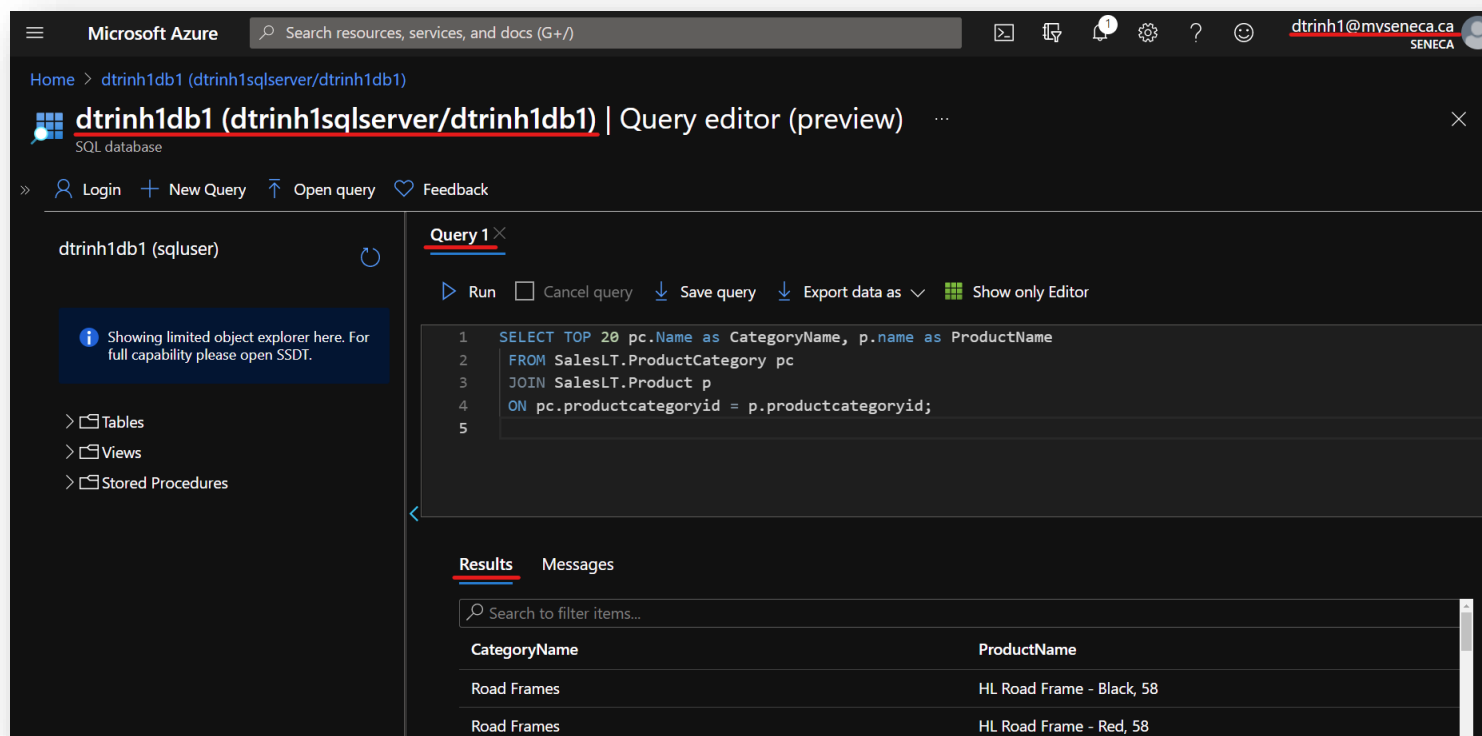 Microsoft Azure
Search resources, services, and docs (G+/)
1
dtrinh1@myseneca.ca
SENECA
Home > dtrinh1db1 (dtrinh1sqlserver/dtrinh1db1)
dtrinh1db1 (dtrinh1sqlserver/dtrinh1db1) | Query editor (preview) ...
SQL database
» Login + New Query Open query Feedback
dtrinh1db1 (sqluser)
Showing limited object explorer here. For
full capability please open SSDT.
Tables
Views
Stored Procedures
Query 1
Run Cancel query Save query Export data as Show only Editor
1 SELECT TOP 20 pc.Name as CategoryName, p.name as ProductName
2 FROM SalesLT.ProductCategory pc
3 JOIN SalesLT.Product p
4 ON pc.productcategoryid = p.productcategoryid;
5
Results Messages
Search to filter items...
CategoryName ProductName
Road Frames HL Road Frame - Black, 58
Road Frames HL Road Frame - Red, 58